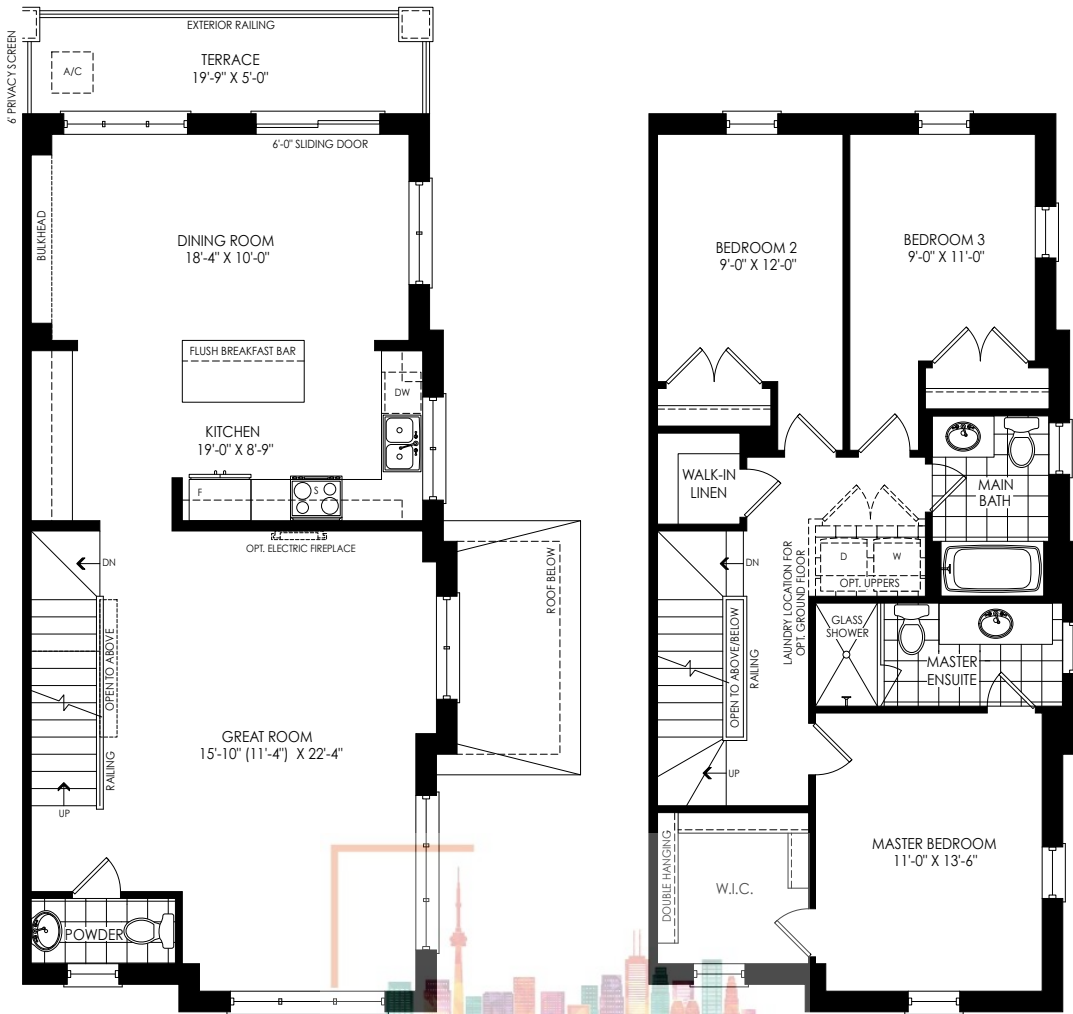 EXTERIOR RAILING
6' PRIVACY SCREEN
TERRACE
19'-9" X 5'-0"
A/C
6'-0" SLIDING DOOR
BULKHEAD
DINING ROOM
18'-4" X 10'-0"
FLUSH BREAKFAST BAR
DW
KITCHEN
19'-0" X 8'-9"
F
S
OPT. ELECTRIC FIREPLACE
DN
OPEN TO ABOVE
RAILING
UP
ROOF BELOW
GREAT ROOM
15'-10" (11'-4") X 22'-4"
POWDER
BEDROOM 2
9'-0" X 12'-0"
BEDROOM 3
9'-0" X 11'-0"
WALK-IN
LINEN
MAIN
BATH
D
W
OPT. UPPERS
LAUNDRY LOCATION FOR
OPT. GROUND FLOOR
DN
OPEN TO ABOVE/BELOW
RAILING
UP
GLASS
SHOWER
MASTER
ENSUITE
MASTER BEDROOM
11'-0" X 13'-6"
DOUBLE HANGING
W.I.C.